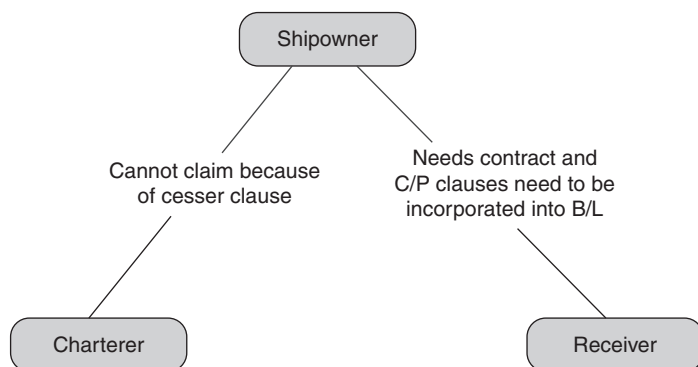 Shipowner
Cannot claim because
of cesser clause
Needs contract and
C/P clauses need to be
incorporated into B/L
Charterer
Receiver